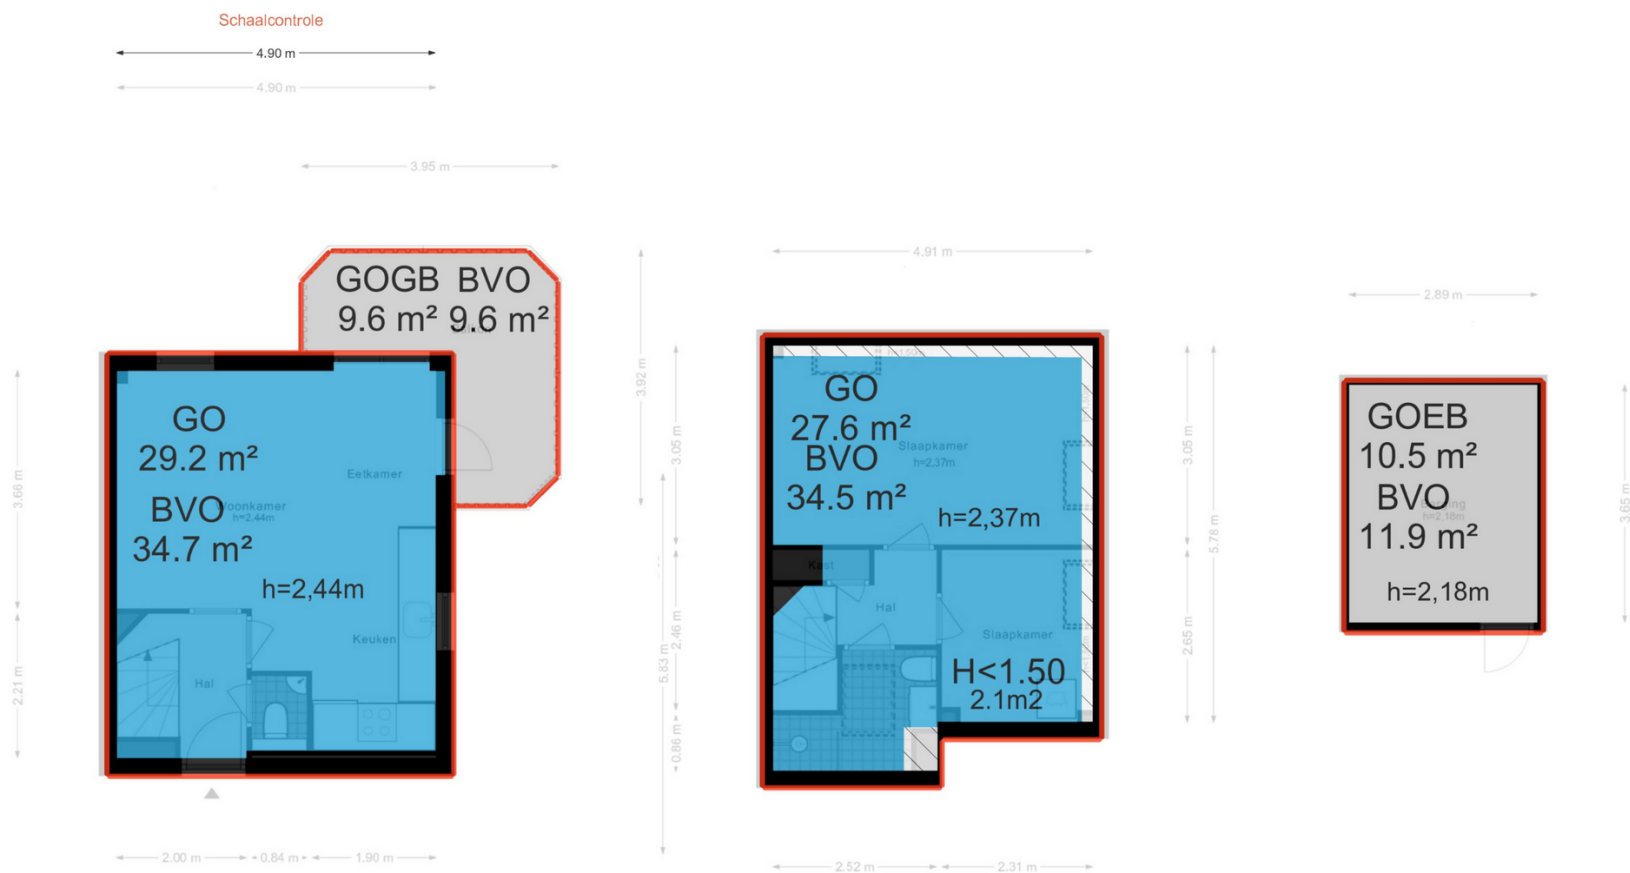 Schaalcontrole
4.90 m
4.90 m
3.95 m
GOGB BVO
9.6 m² 9.6 m²
3.92 m
GO
29.2 m²
BVO
34.7 m²
Woonkamer
h=2.44m
Eetkamer
h=2,44m
Keuken
Hal
3.66 m
2.21 m
2.00 m
0.84 m
1.90 m
4.91 m
GO
27.6 m²
BVO
34.5 m²
Slaapkamer
h=2.37m
h=2,37m
Kast
Hal
Slaapkamer
H<1.50
2.1m2
3.05 m
2.46 m
0.86 m
5.83 m
3.05 m
2.65 m
5.78 m
2.52 m
2.31 m
2.89 m
GOEB
10.5 m²
BVO
11.9 m²
Berging
h=2,18m
h=2,18m
3.65 m